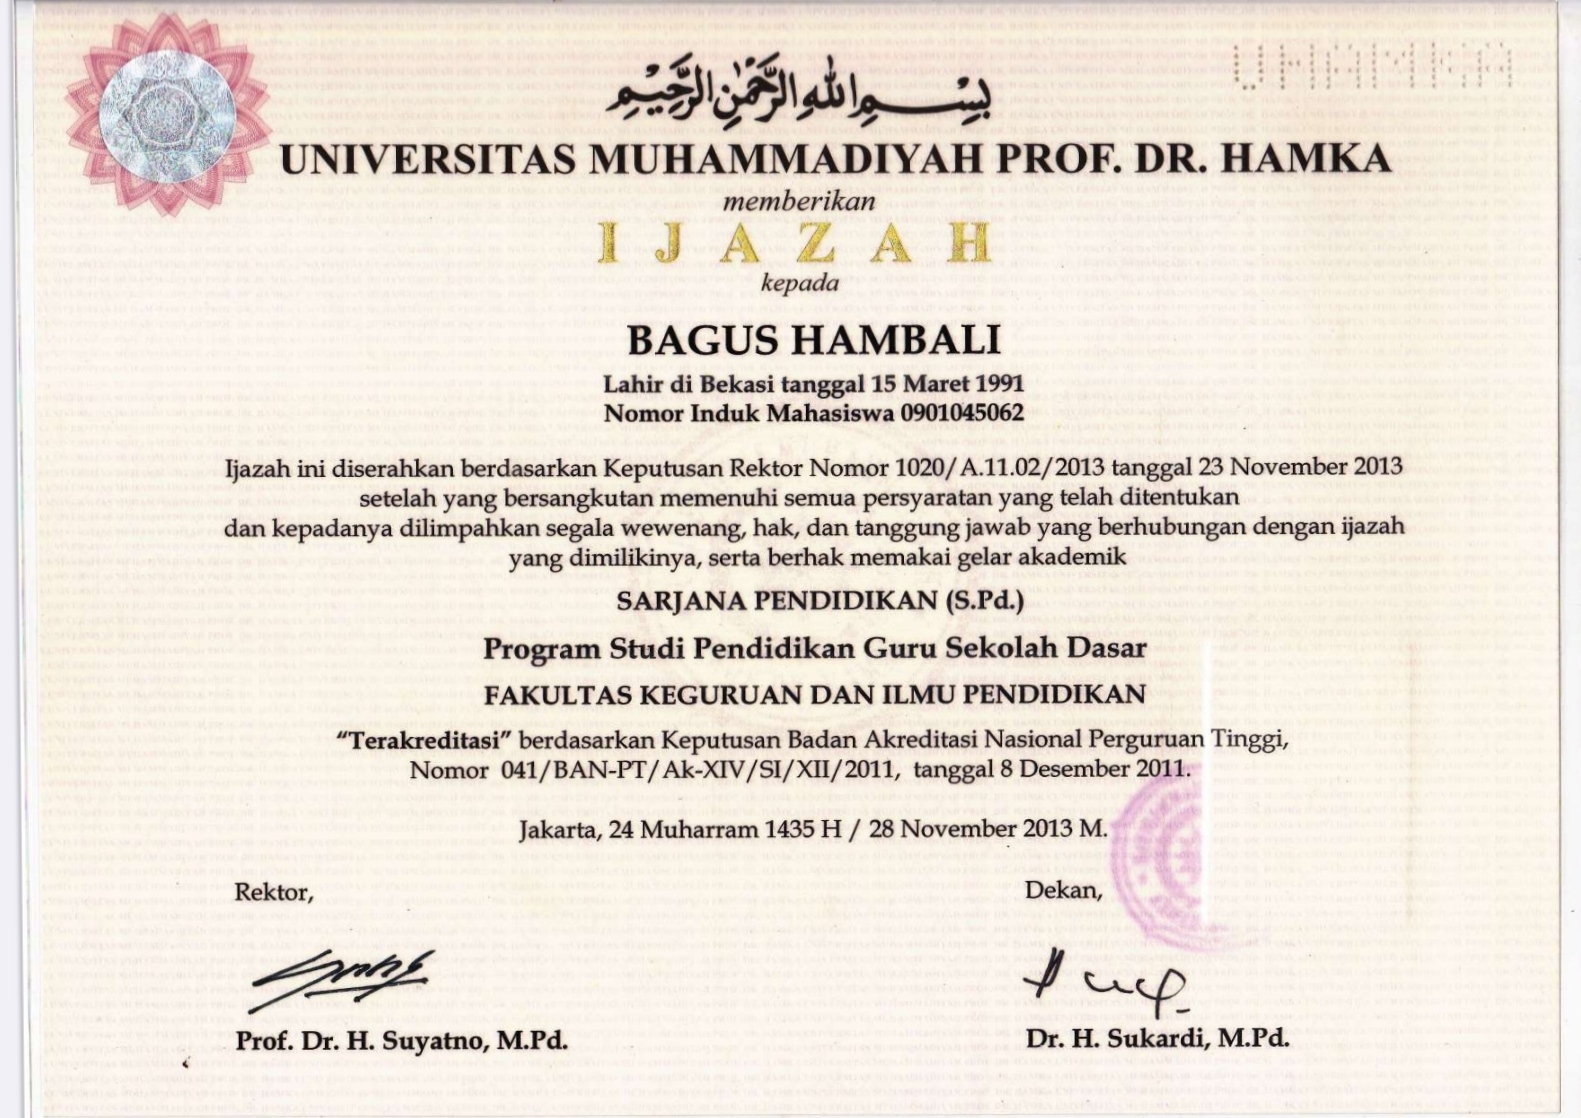 UHAMKA
بِسْمِ اللهِ الرَّحْمٰنِ الرَّحِيْمِ
UNIVERSITAS MUHAMMADIYAH PROF. DR. HAMKA
memberikan
IJAZAH
kepada
BAGUS HAMBALI
Lahir di Bekasi tanggal 15 Maret 1991
Nomor Induk Mahasiswa 0901045062
Ijazah ini diserahkan berdasarkan Keputusan Rektor Nomor 1020/A.11.02/2013 tanggal 23 November 2013
setelah yang bersangkutan memenuhi semua persyaratan yang telah ditentukan
dan kepadanya dilimpahkan segala wewenang, hak, dan tanggung jawab yang berhubungan dengan ijazah
yang dimilikinya, serta berhak memakai gelar akademik
SARJANA PENDIDIKAN (S.Pd.)
Program Studi Pendidikan Guru Sekolah Dasar
FAKULTAS KEGURUAN DAN ILMU PENDIDIKAN
“Terakreditasi” berdasarkan Keputusan Badan Akreditasi Nasional Perguruan Tinggi,
Nomor 041/BAN-PT/Ak-XIV/SI/XII/2011, tanggal 8 Desember 2011.
Jakarta, 24 Muharram 1435 H / 28 November 2013 M.
Rektor,
Dekan,
Prof. Dr. H. Suyatno, M.Pd.
Dr. H. Sukardi, M.Pd.